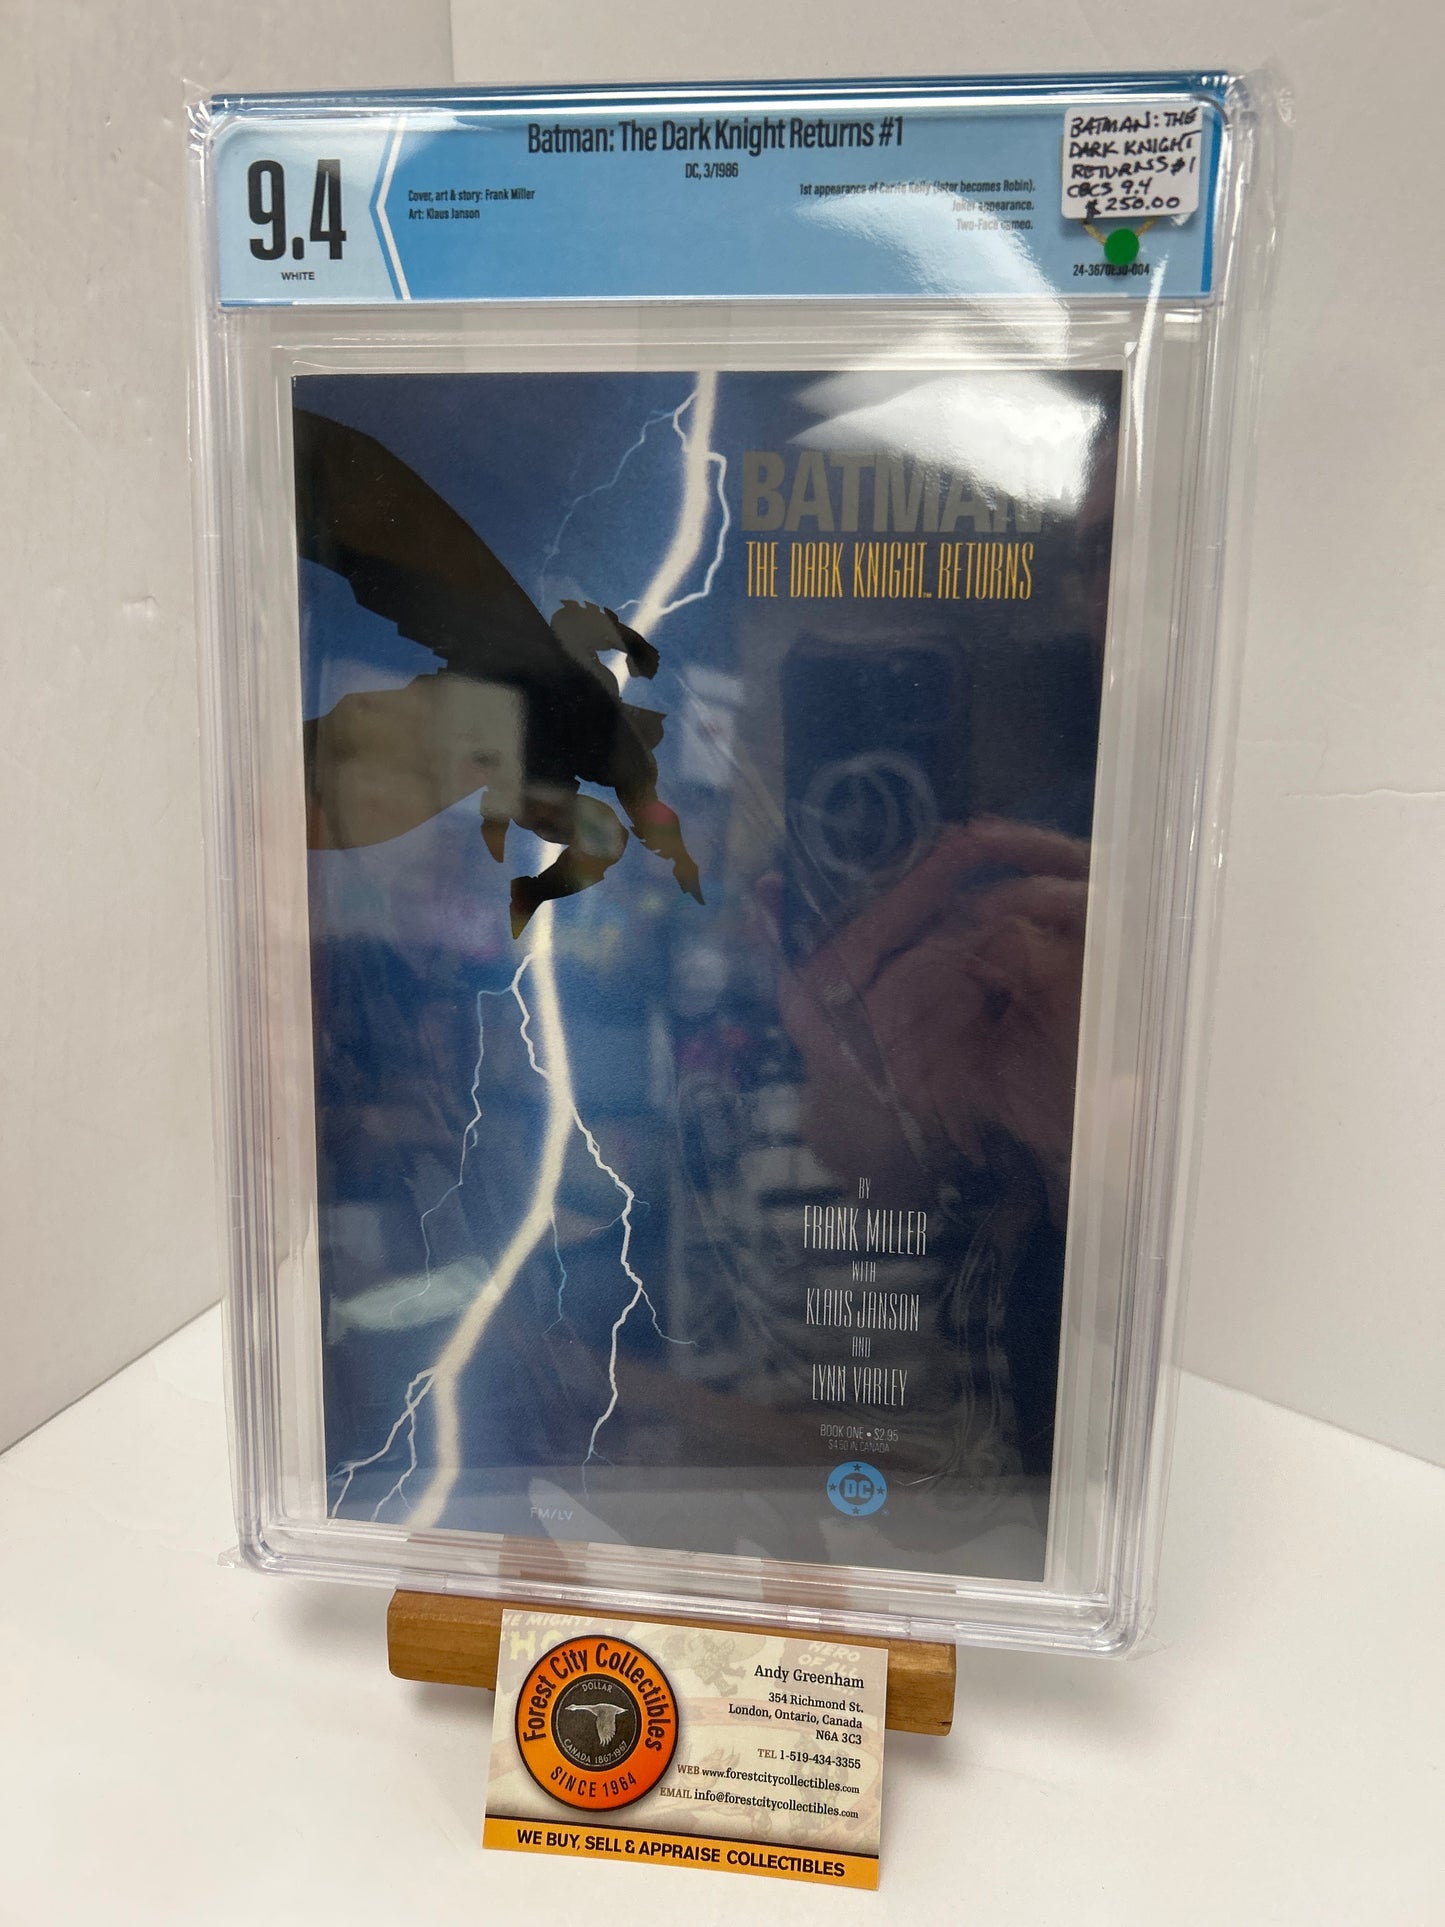 Batman: The Dark Knight Returns #1
DC, 3/1986
9.4
WHITE
Cover, art & story: Frank Miller
Art: Klaus Janson
1st appearance of Carrie Kelly (later becomes Robin).
Joker appearance.
Two-Face cameo.
BATMAN: THE
DARK KNIGHT
RETURNS #1
CBCS 9.4
$250.00
BATMAN
THE DARK KNIGHT™ RETURNS
BY
FRANK MILLER
WITH
KLAUS JANSON
AND
LYNN VARLEY
BOOK ONE • $2.95
$4.50 IN CANADA
DC
FM/LV
Forest City Collectibles
DOLLAR
CANADA 1867-1967
SINCE 1964
Andy Greenham
354 Richmond St.
London, Ontario, Canada
N6A 3C3
TEL 1-519-434-3355
WEB www.forestcitycollectibles.com
EMAIL info@forestcitycollectibles.com
WE BUY, SELL & APPRAISE COLLECTIBLES